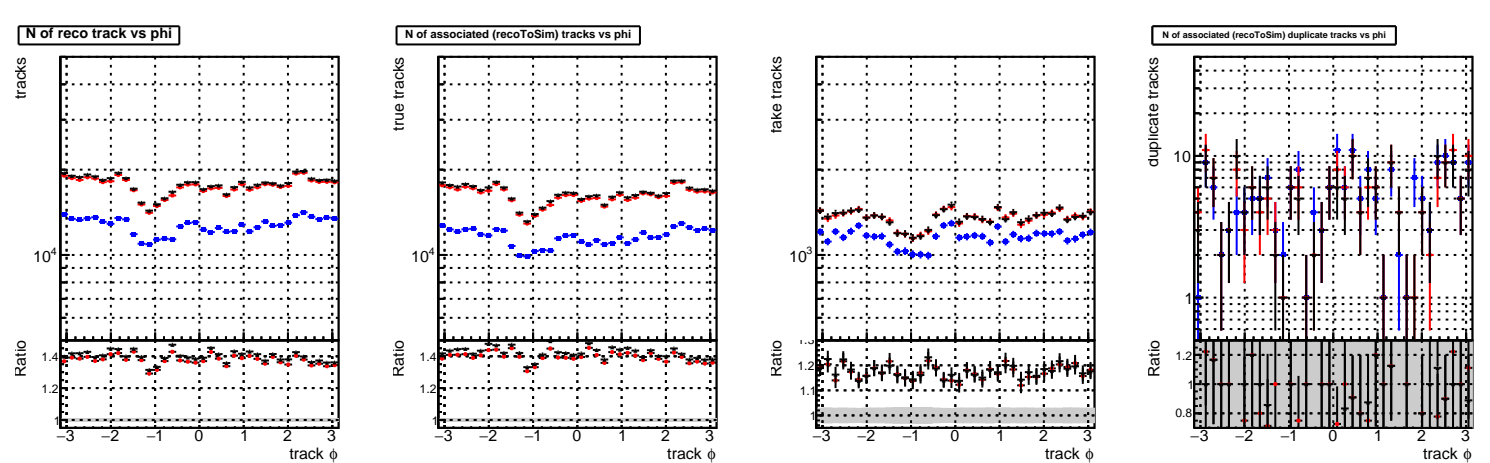 N of reco track vs phi
tracks
10⁴
Ratio
1.4
1.2
1
−3 −2 −1 0 1 2 3
track ϕ
N of associated (recoToSim) tracks vs phi
true tracks
10⁴
Ratio
1.4
1.2
1
−3 −2 −1 0 1 2 3
track ϕ
fake tracks
10³
Ratio
1.3
1.2
1.1
1
−3 −2 −1 0 1 2 3
track ϕ
N of associated (recoToSim) duplicate tracks vs phi
duplicate tracks
10
1
Ratio
1.2
1
0.8
−3 −2 −1 0 1 2 3
track ϕ